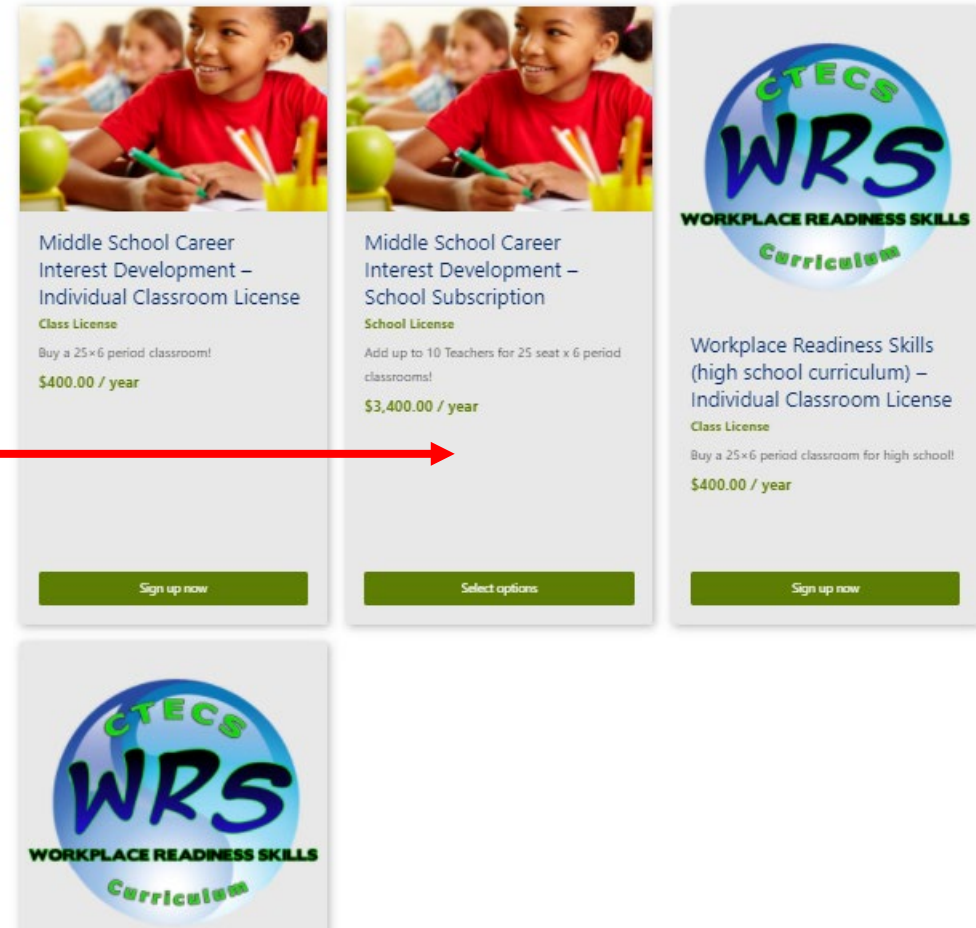 Middle School Career
Interest Development –
Individual Classroom License
Class License
Buy a 25×6 period classroom!
$400.00 / year
Sign up now
Middle School Career
Interest Development –
School Subscription
School License
Add up to 10 Teachers for 25 seat x 6 period
classrooms!
$3,400.00 / year
Select options
CTECS
WRS
WORKPLACE READINESS SKILLS
Curriculum
Workplace Readiness Skills
(high school curriculum) –
Individual Classroom License
Class License
Buy a 25×6 period classroom for high school!
$400.00 / year
Sign up now
CTECS
WRS
WORKPLACE READINESS SKILLS
Curriculum